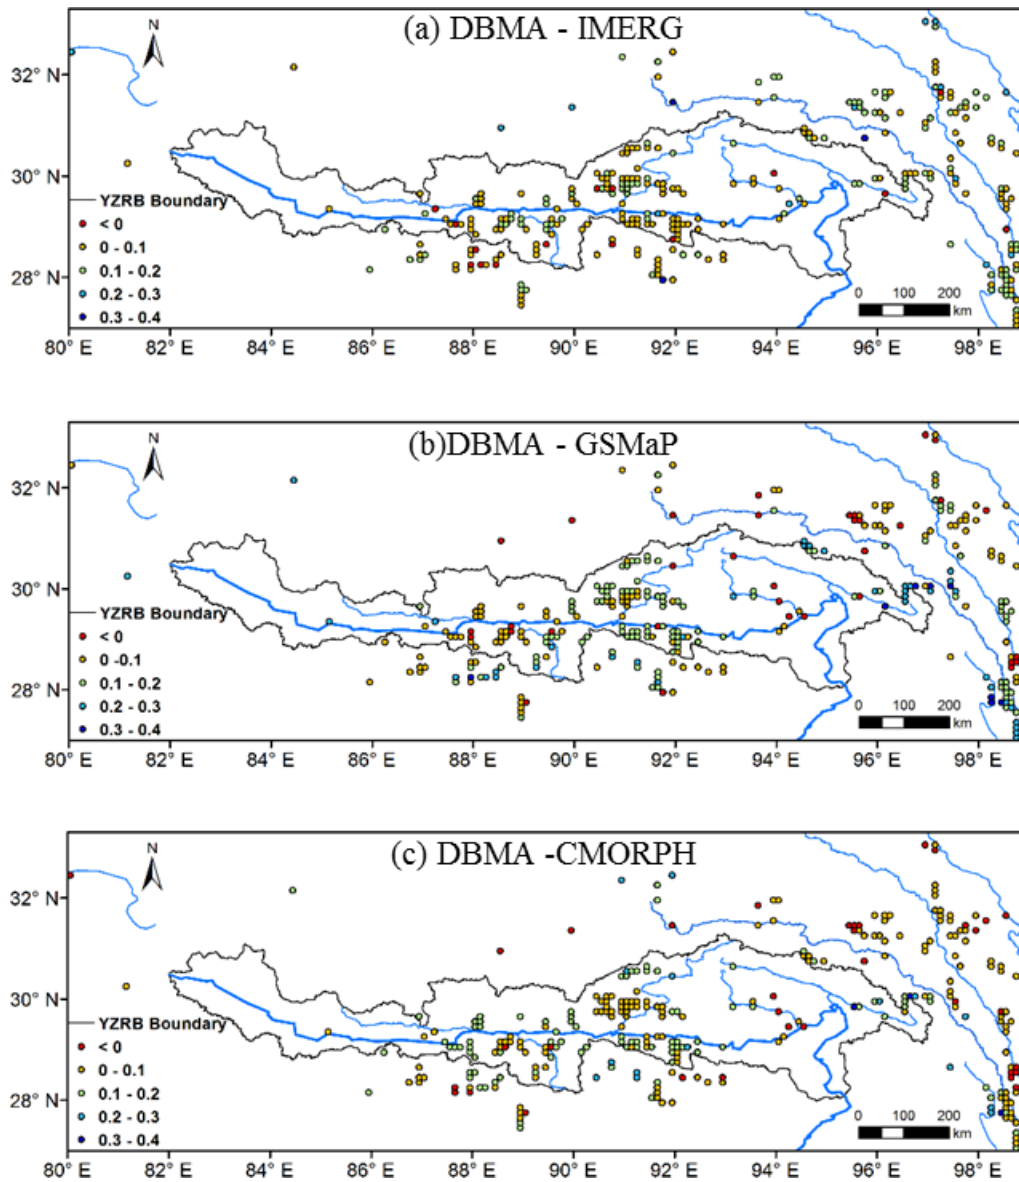 (a) DBMA - IMERG
N
32° N
30° N
28° N
YZRB Boundary
< 0
0 - 0.1
0.1 - 0.2
0.2 - 0.3
0.3 - 0.4
0 100 200
km
80° E 82° E 84° E 86° E 88° E 90° E 92° E 94° E 96° E 98° E
(b)DBMA - GSMaP
N
32° N
30° N
28° N
YZRB Boundary
< 0
0 -0.1
0.1 - 0.2
0.2 - 0.3
0.3 - 0.4
0 100 200
km
80° E 82° E 84° E 86° E 88° E 90° E 92° E 94° E 96° E 98° E
(c) DBMA -CMORPH
N
32° N
30° N
28° N
YZRB Boundary
< 0
0 - 0.1
0.1 - 0.2
0.2 - 0.3
0.3 - 0.4
0 100 200
km
80° E 82° E 84° E 86° E 88° E 90° E 92° E 94° E 96° E 98° E